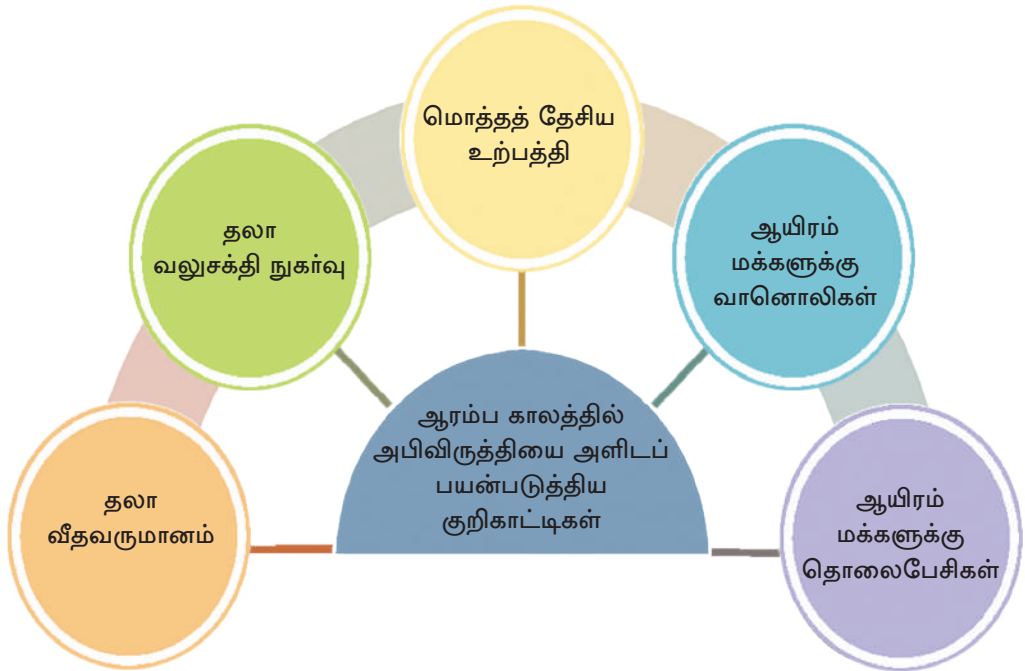 மொத்தத் தேசிய
உற்பத்தி
தலா
வலுசக்தி நுகர்வு
ஆயிரம்
மக்களுக்கு
வானொலிகள்
ஆரம்ப காலத்தில்
அபிவிருத்தியை அளிடப்
பயன்படுத்திய
குறிகாட்டிகள்
தலா
வீதவருமானம்
ஆயிரம்
மக்களுக்கு
தொலைபேசிகள்